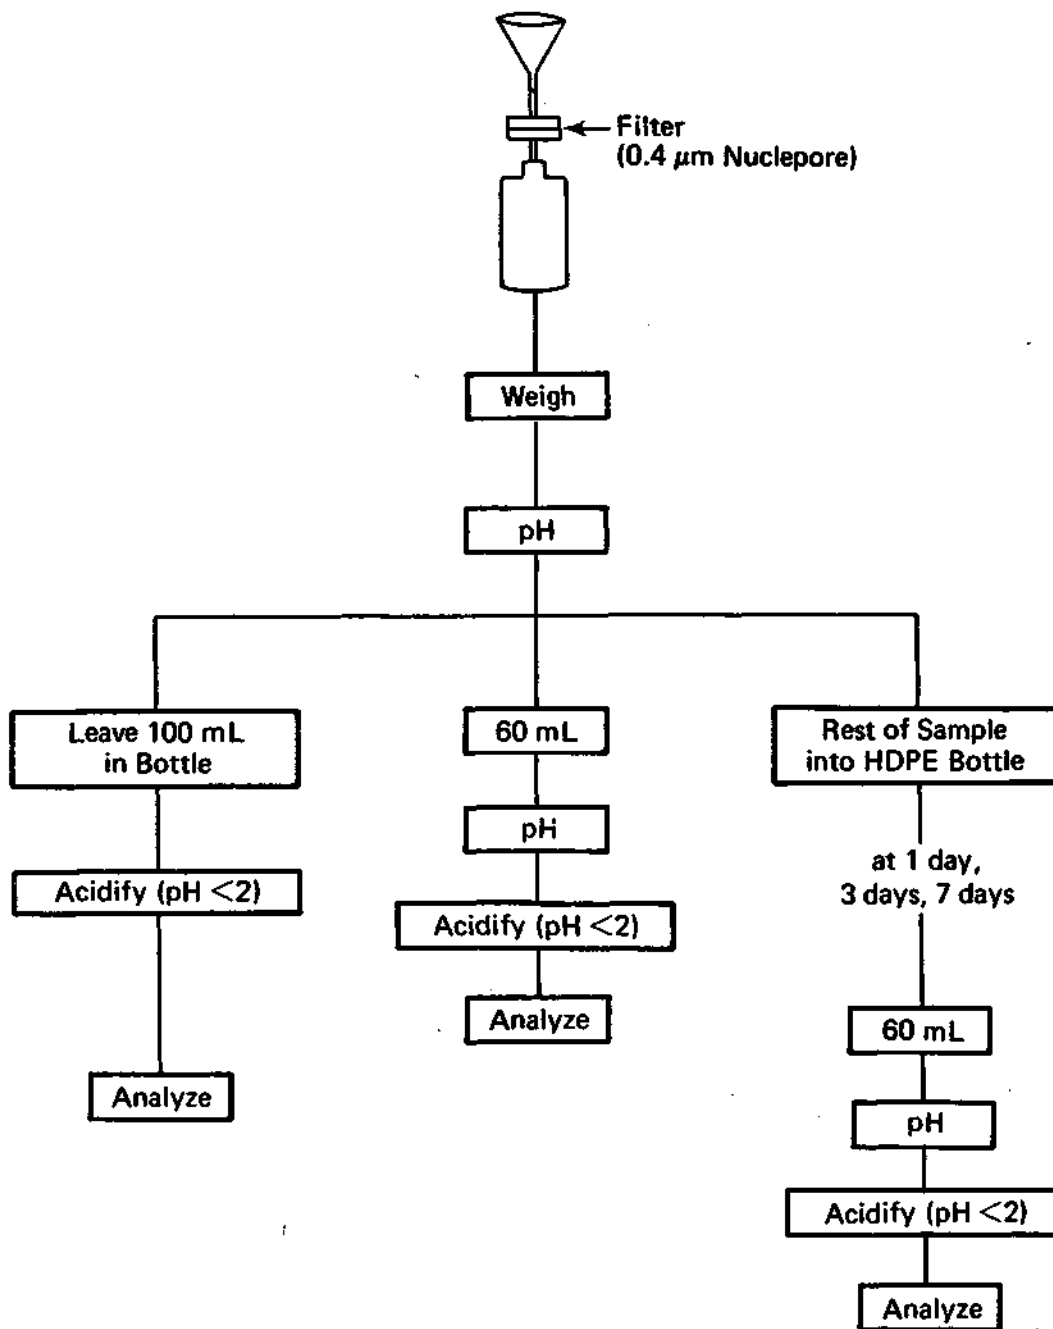 Filter
(0.4 μm Nuclepore)
Weigh
pH
Leave 100 mL
in Bottle
Acidify (pH <2)
Analyze
60 mL
pH
Acidify (pH <2)
Analyze
Rest of Sample
into HDPE Bottle
at 1 day,
3 days, 7 days
60 mL
pH
Acidify (pH <2)
Analyze